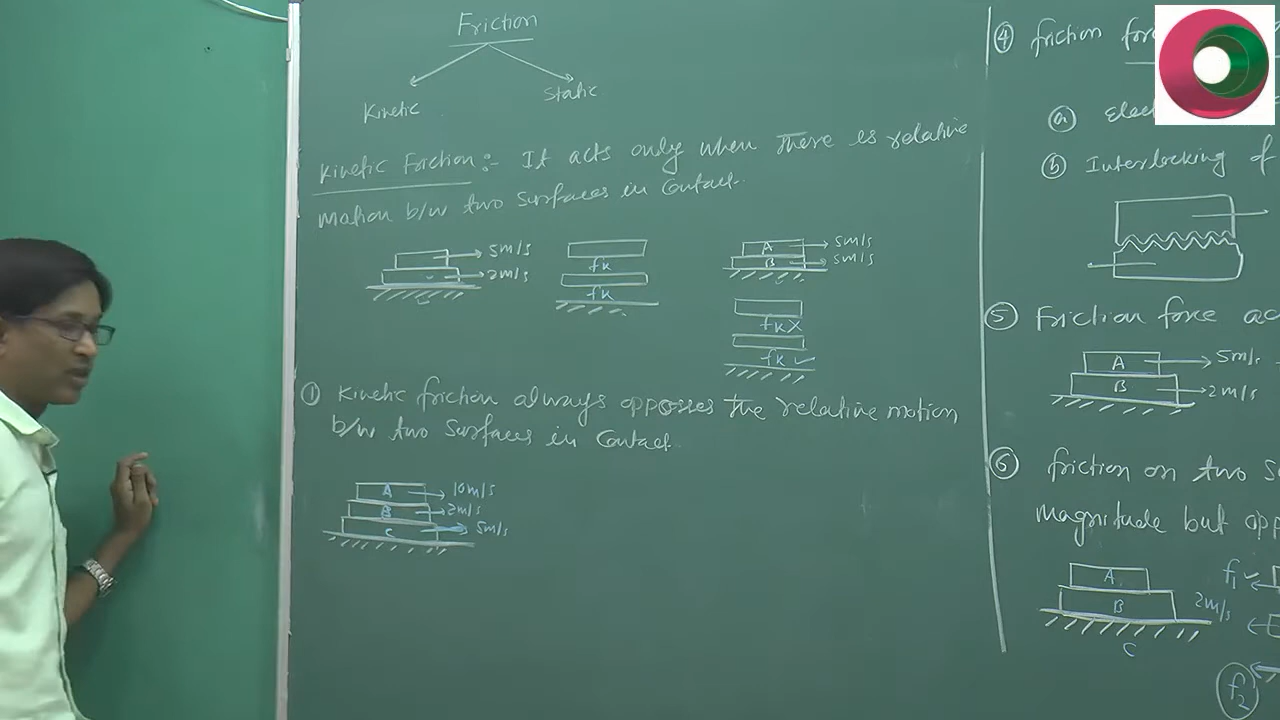 Friction
Kinetic
Static
Kinetic Friction :- It acts only when There is relative
motion b/w two surfaces in Contact.
5m/s
2m/s
fk
fk
A 5m/s
B 5m/s
fk X
fk ✓
① Kinetic friction always opposses The relative motion
b/w two surfaces in Contact.
A 10m/s
B 2m/s
C 5m/s
④ friction
ⓐ
ⓑ Interlocking of
⑤ Friction force
A 5m/s
B 2m/s
⑥ friction on two
magnitude but
A f1
B 2m/s
C
f2